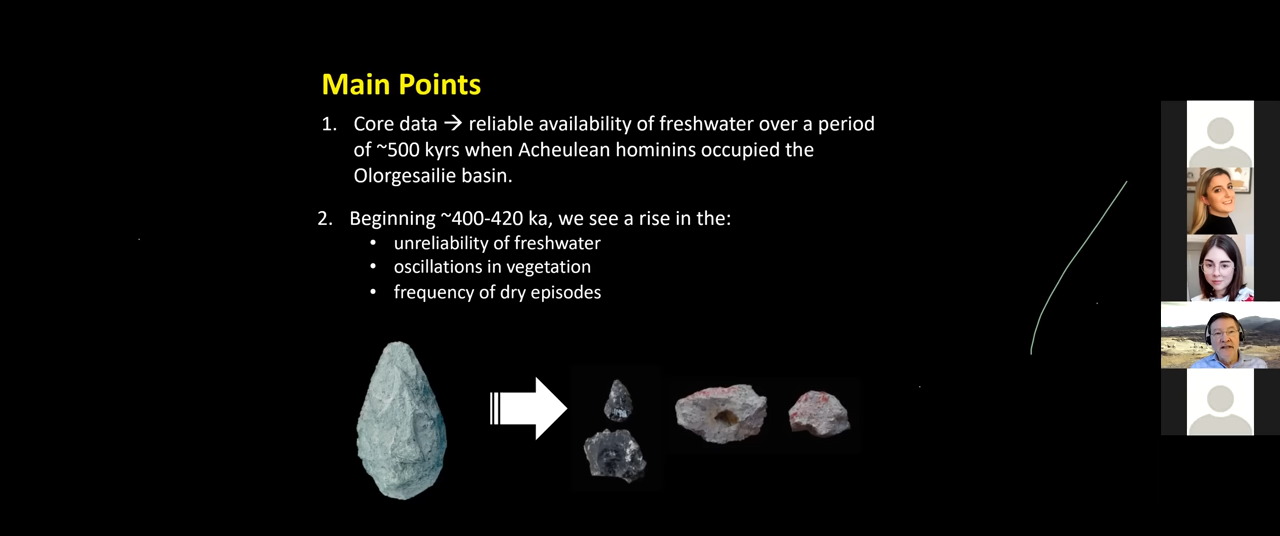 Main Points
1. Core data → reliable availability of freshwater over a period
of ~500 kyrs when Acheulean hominins occupied the
Olorgesailie basin.
2. Beginning ~400-420 ka, we see a rise in the:
• unreliability of freshwater
• oscillations in vegetation
• frequency of dry episodes